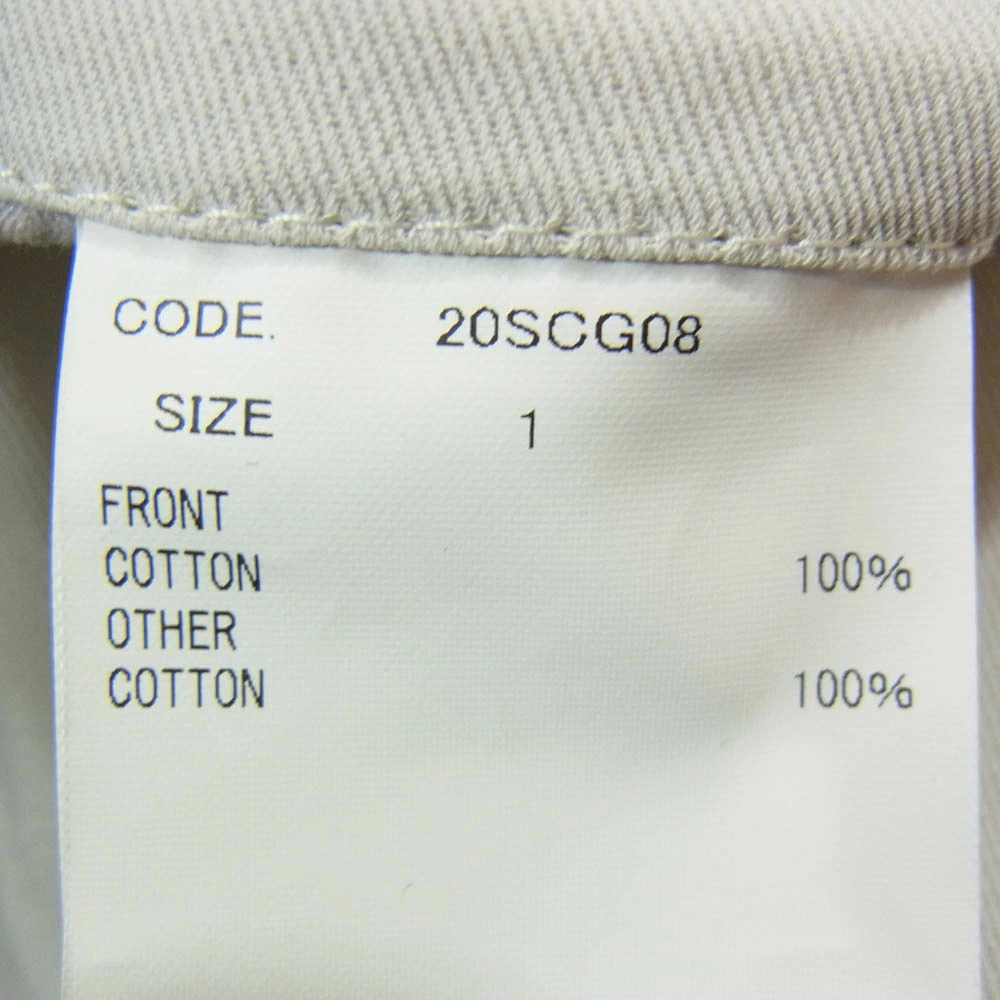 CODE. 20SCG08
SIZE 1
FRONT
COTTON 100%
OTHER
COTTON 100%